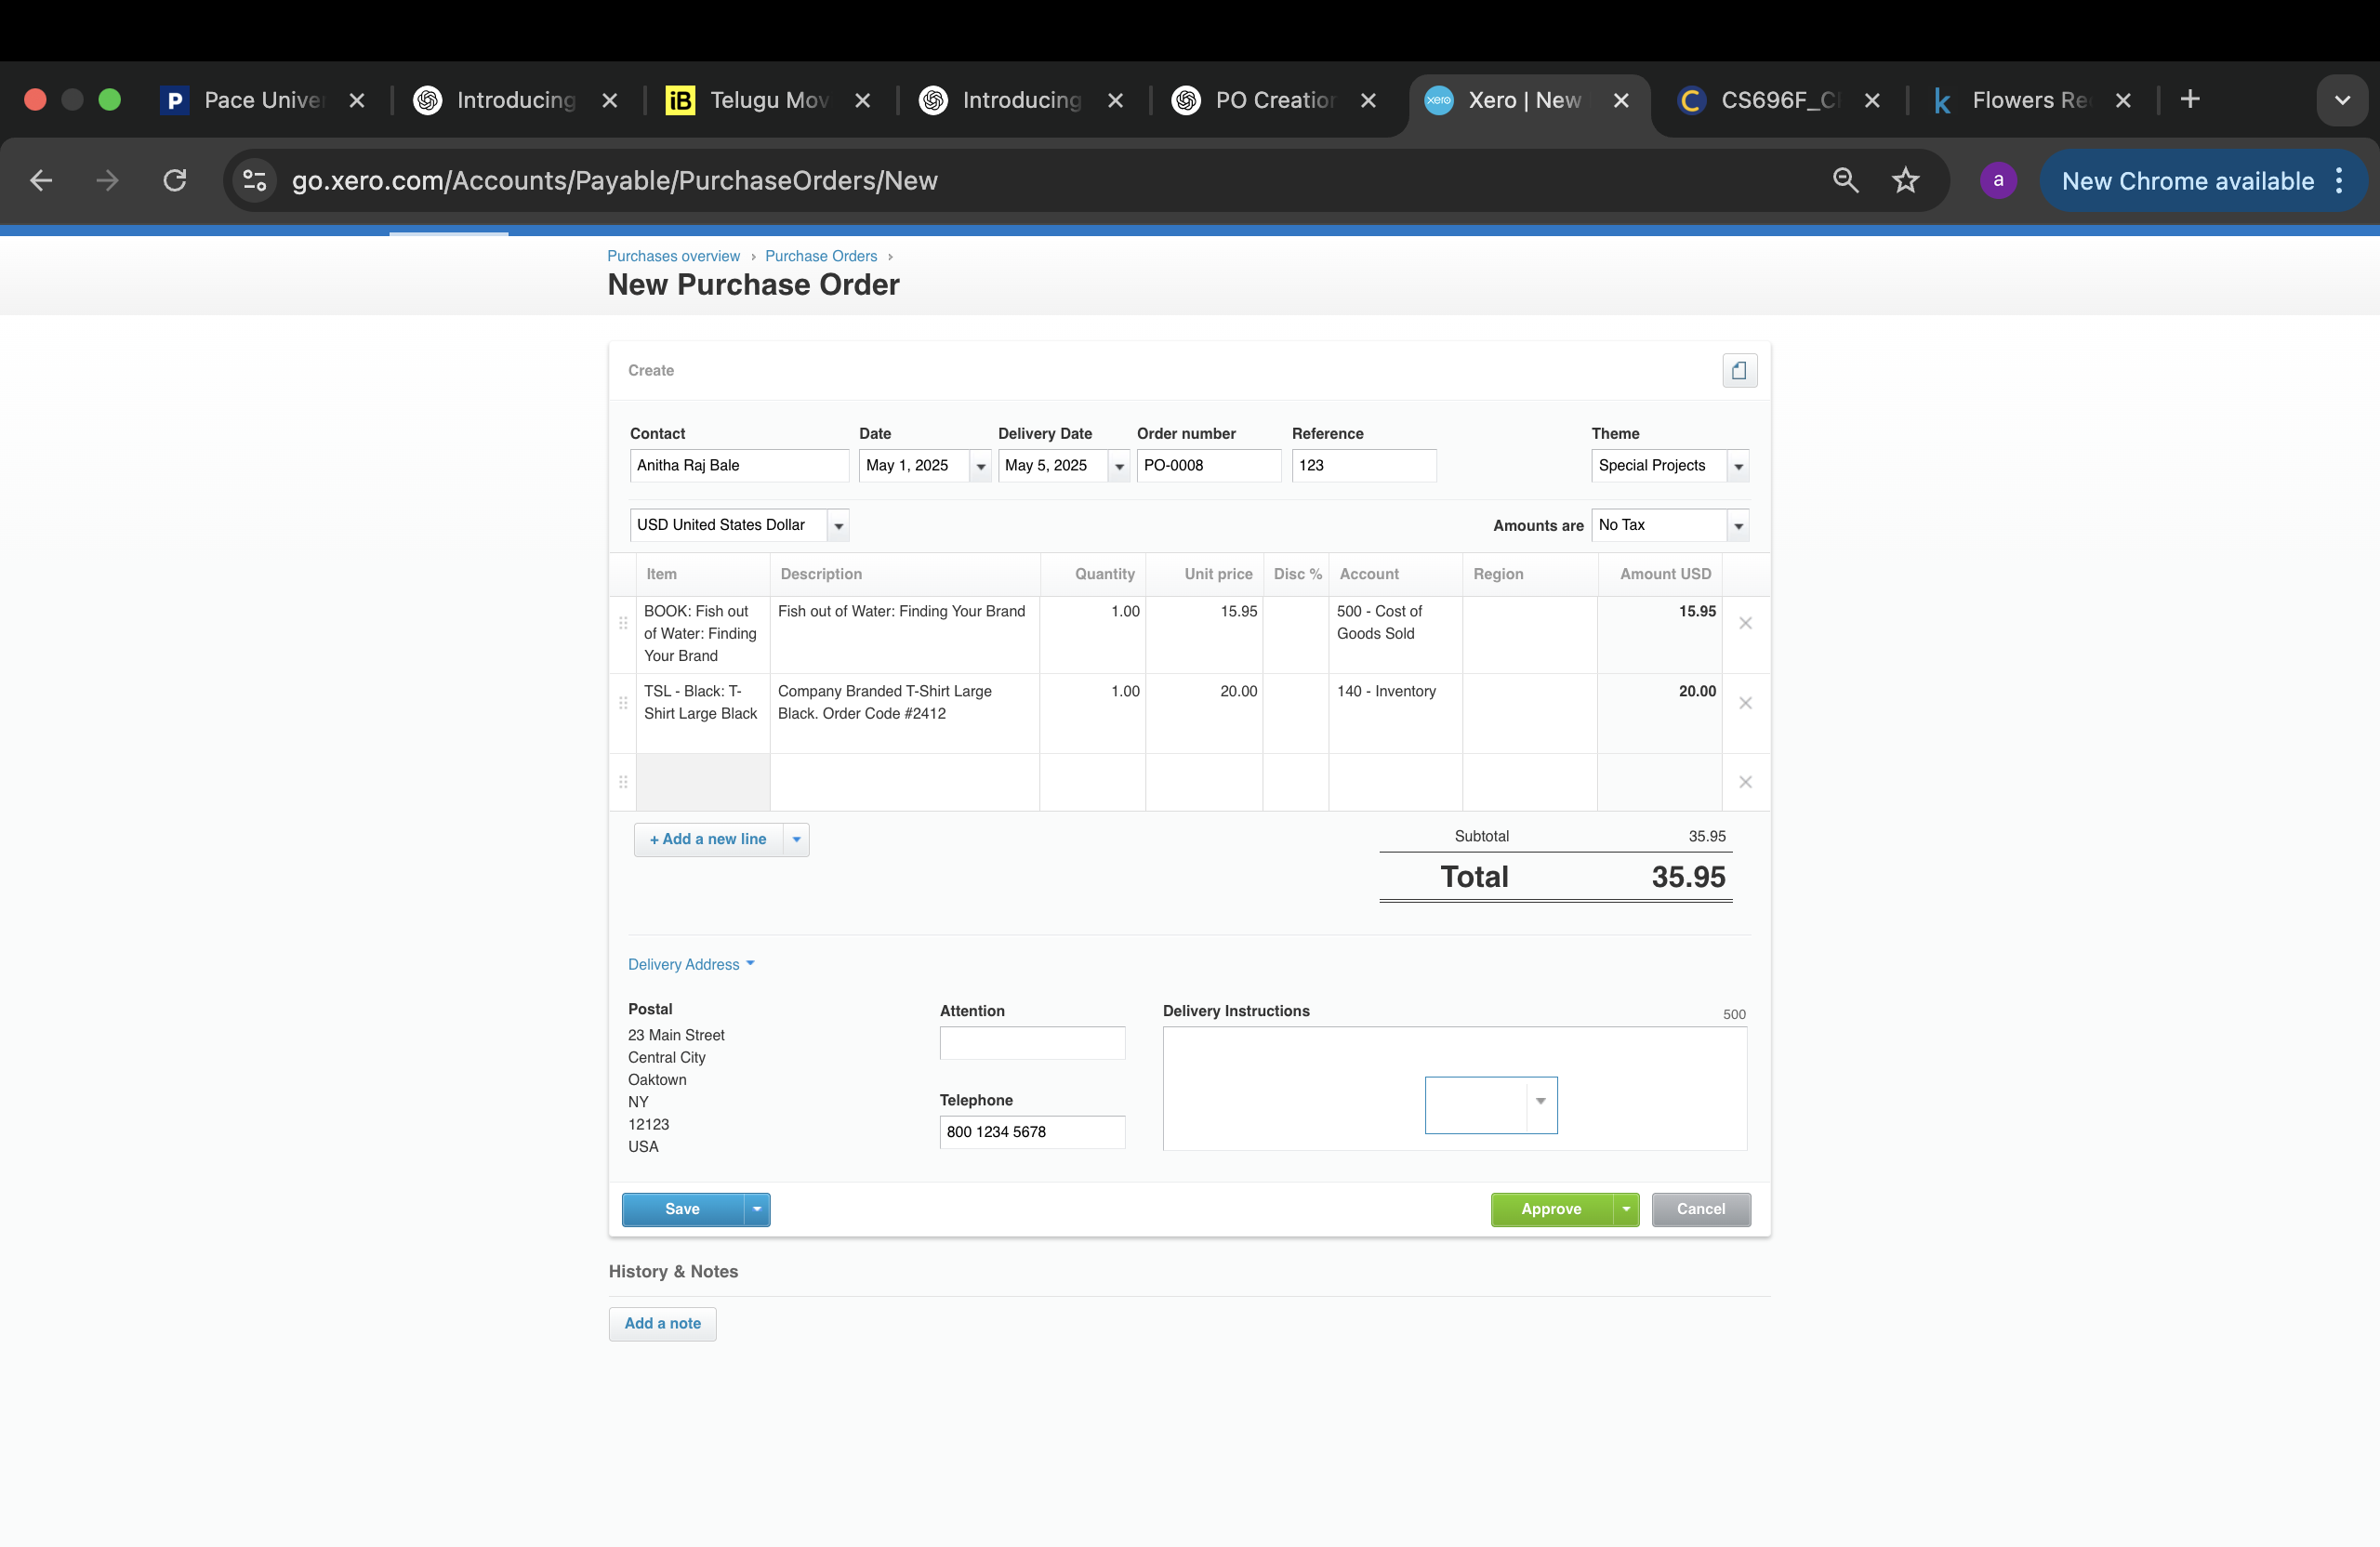 Pace Univer
Introducing
iB Telugu Mov
Introducing
PO Creation
xero Xero | New
CS696F_Cl
Flowers Re
go.xero.com/Accounts/Payable/PurchaseOrders/New
a
New Chrome available
Purchases overview › Purchase Orders ›
New Purchase Order
Create
Contact Date Delivery Date Order number Reference Theme
Anitha Raj Bale May 1, 2025 May 5, 2025 PO-0008 123 Special Projects
USD United States Dollar Amounts are No Tax
Item Description Quantity Unit price Disc % Account Region Amount USD
BOOK: Fish out Fish out of Water: Finding Your Brand 1.00 15.95 500 - Cost of 15.95
of Water: Finding Goods Sold
Your Brand
TSL - Black: T- Company Branded T-Shirt Large 1.00 20.00 140 - Inventory 20.00
Shirt Large Black Black. Order Code #2412
+ Add a new line
Subtotal 35.95
Total 35.95
Delivery Address
Postal
23 Main Street
Central City
Oaktown
NY
12123
USA
Attention
Telephone
800 1234 5678
Delivery Instructions 500
Save Approve Cancel
History & Notes
Add a note